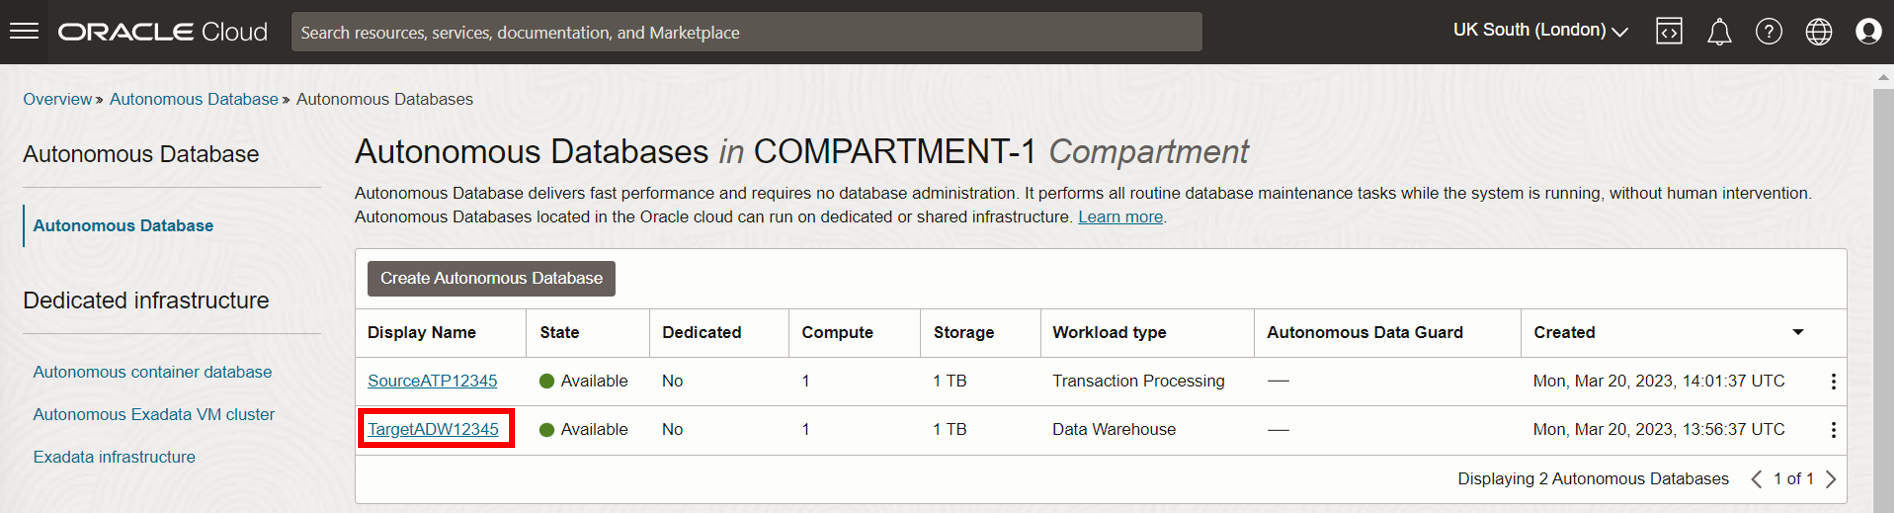 ORACLE Cloud
Search resources, services, documentation, and Marketplace
UK South (London)
Overview » Autonomous Database » Autonomous Databases
Autonomous Database
Autonomous Database
Dedicated infrastructure
Autonomous container database
Autonomous Exadata VM cluster
Exadata infrastructure
Autonomous Databases in COMPARTMENT-1 Compartment
Autonomous Database delivers fast performance and requires no database administration. It performs all routine database maintenance tasks while the system is running, without human intervention.
Autonomous Databases located in the Oracle cloud can run on dedicated or shared infrastructure. Learn more.
Create Autonomous Database
Display Name State Dedicated Compute Storage Workload type Autonomous Data Guard Created
SourceATP12345 Available No 1 1 TB Transaction Processing — Mon, Mar 20, 2023, 14:01:37 UTC
TargetADW12345 Available No 1 1 TB Data Warehouse — Mon, Mar 20, 2023, 13:56:37 UTC
Displaying 2 Autonomous Databases < 1 of 1 >